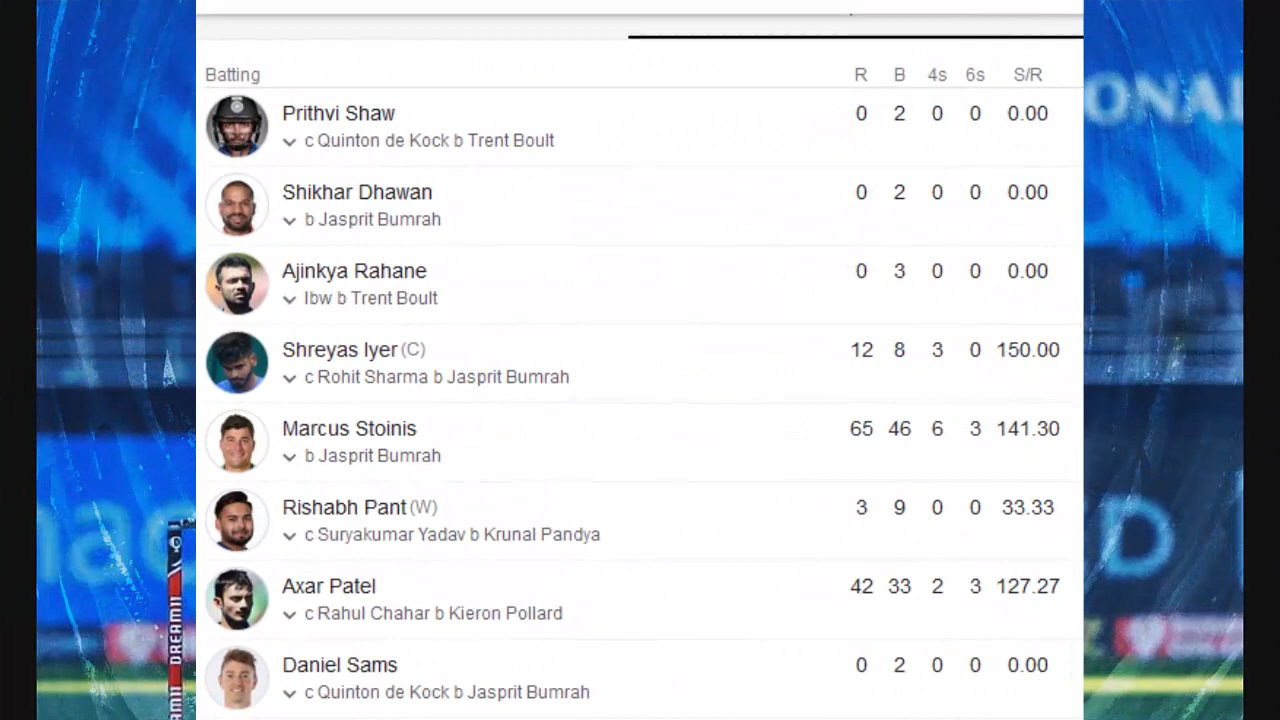 Batting R B 4s 6s S/R
Prithvi Shaw 0 2 0 0 0.00
c Quinton de Kock b Trent Boult
Shikhar Dhawan 0 2 0 0 0.00
b Jasprit Bumrah
Ajinkya Rahane 0 3 0 0 0.00
lbw b Trent Boult
Shreyas Iyer (C) 12 8 3 0 150.00
c Rohit Sharma b Jasprit Bumrah
Marcus Stoinis 65 46 6 3 141.30
b Jasprit Bumrah
Rishabh Pant (W) 3 9 0 0 33.33
c Suryakumar Yadav b Krunal Pandya
Axar Patel 42 33 2 3 127.27
c Rahul Chahar b Kieron Pollard
Daniel Sams 0 2 0 0 0.00
c Quinton de Kock b Jasprit Bumrah
DREAM11